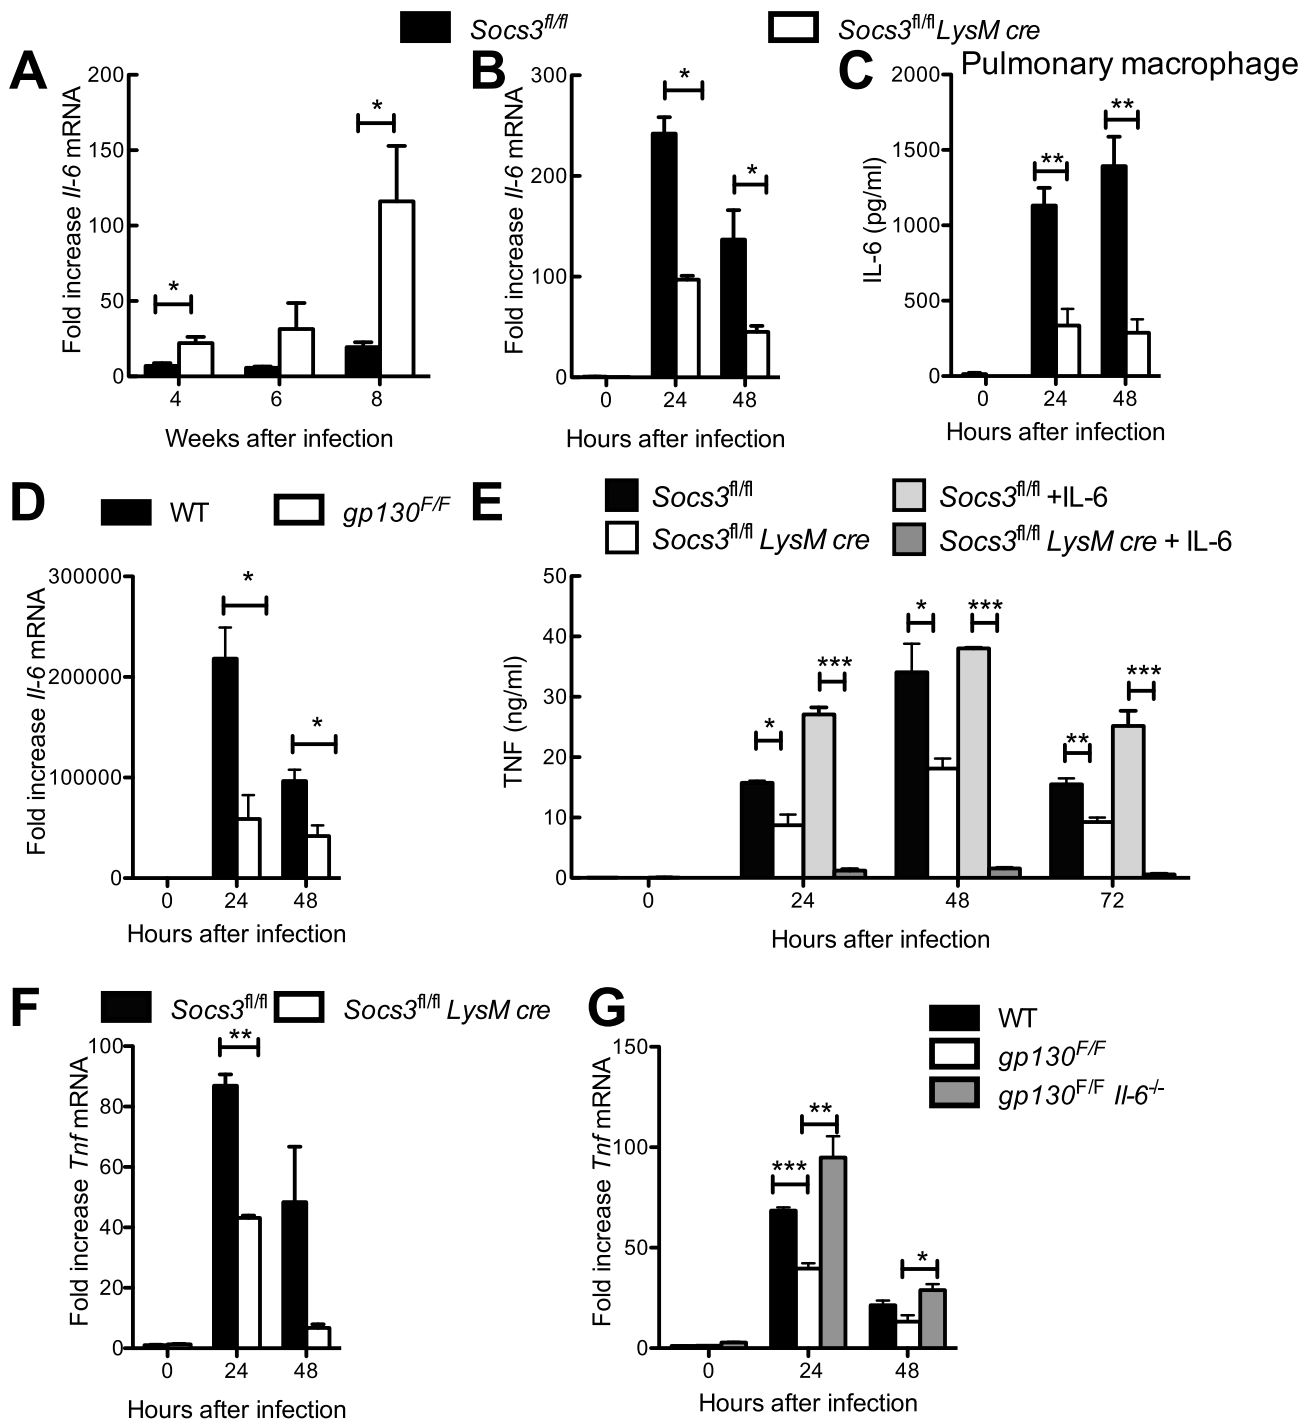 Socs3fl/fl
Socs3fl/flLysM cre
A
B
C
Pulmonary macrophage
Fold increase Il-6 mRNA
200
150
100
50
0
*
*
4 6 8
Weeks after infection
Fold increase Il-6 mRNA
300
200
100
0
*
*
0 24 48
Hours after infection
IL-6 (pg/ml)
2000
1500
1000
500
0
**
**
0 24 48
Hours after infection
D
WT
gp130F/F
Fold increase Il-6 mRNA
300000
200000
100000
0
*
*
0 24 48
Hours after infection
E
Socs3fl/fl
Socs3fl/fl LysM cre
Socs3fl/fl +IL-6
Socs3fl/fl LysM cre + IL-6
TNF (ng/ml)
50
40
30
20
10
0
*
***
*
***
**
***
0 24 48 72
Hours after infection
F
Socs3fl/fl
Socs3fl/fl LysM cre
Fold increase Tnf mRNA
100
80
60
40
20
0
**
0 24 48
Hours after infection
G
WT
gp130F/F
gp130F/F Il-6-/-
Fold increase Tnf mRNA
150
100
50
0
***
**
*
0 24 48
Hours after infection